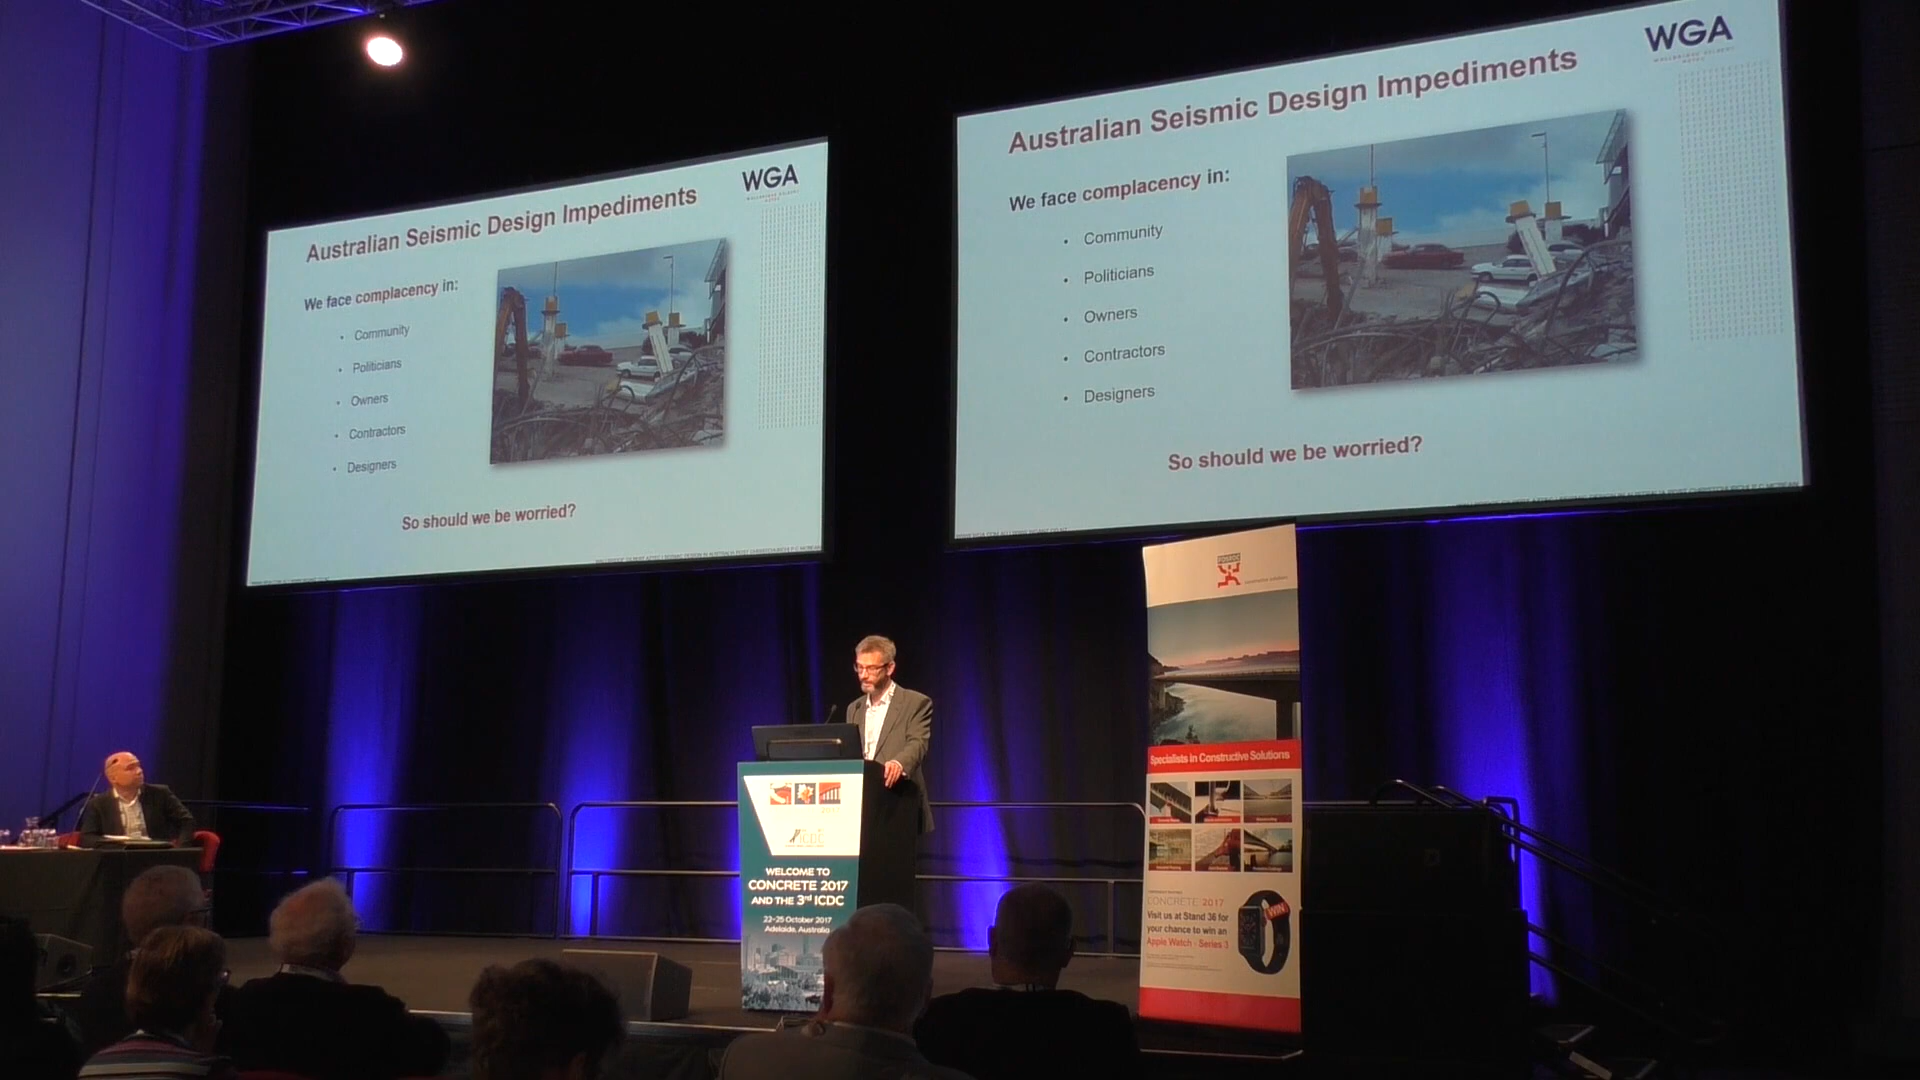 WGA
Australian Seismic Design Impediments
We face complacency in:
• Community
• Politicians
• Owners
• Contractors
• Designers
So should we be worried?
WGA
Australian Seismic Design Impediments
We face complacency in:
• Community
• Politicians
• Owners
• Contractors
• Designers
So should we be worried?
ICDC
WELCOME TO
CONCRETE 2017
AND THE 3rd ICDC
22-25 October 2017
Adelaide, Australia
Specialists in Constructive Solutions
CONCRETE 2017
Visit us at Stand 36 for
your chance to win an
Apple Watch - Series 3
WIN